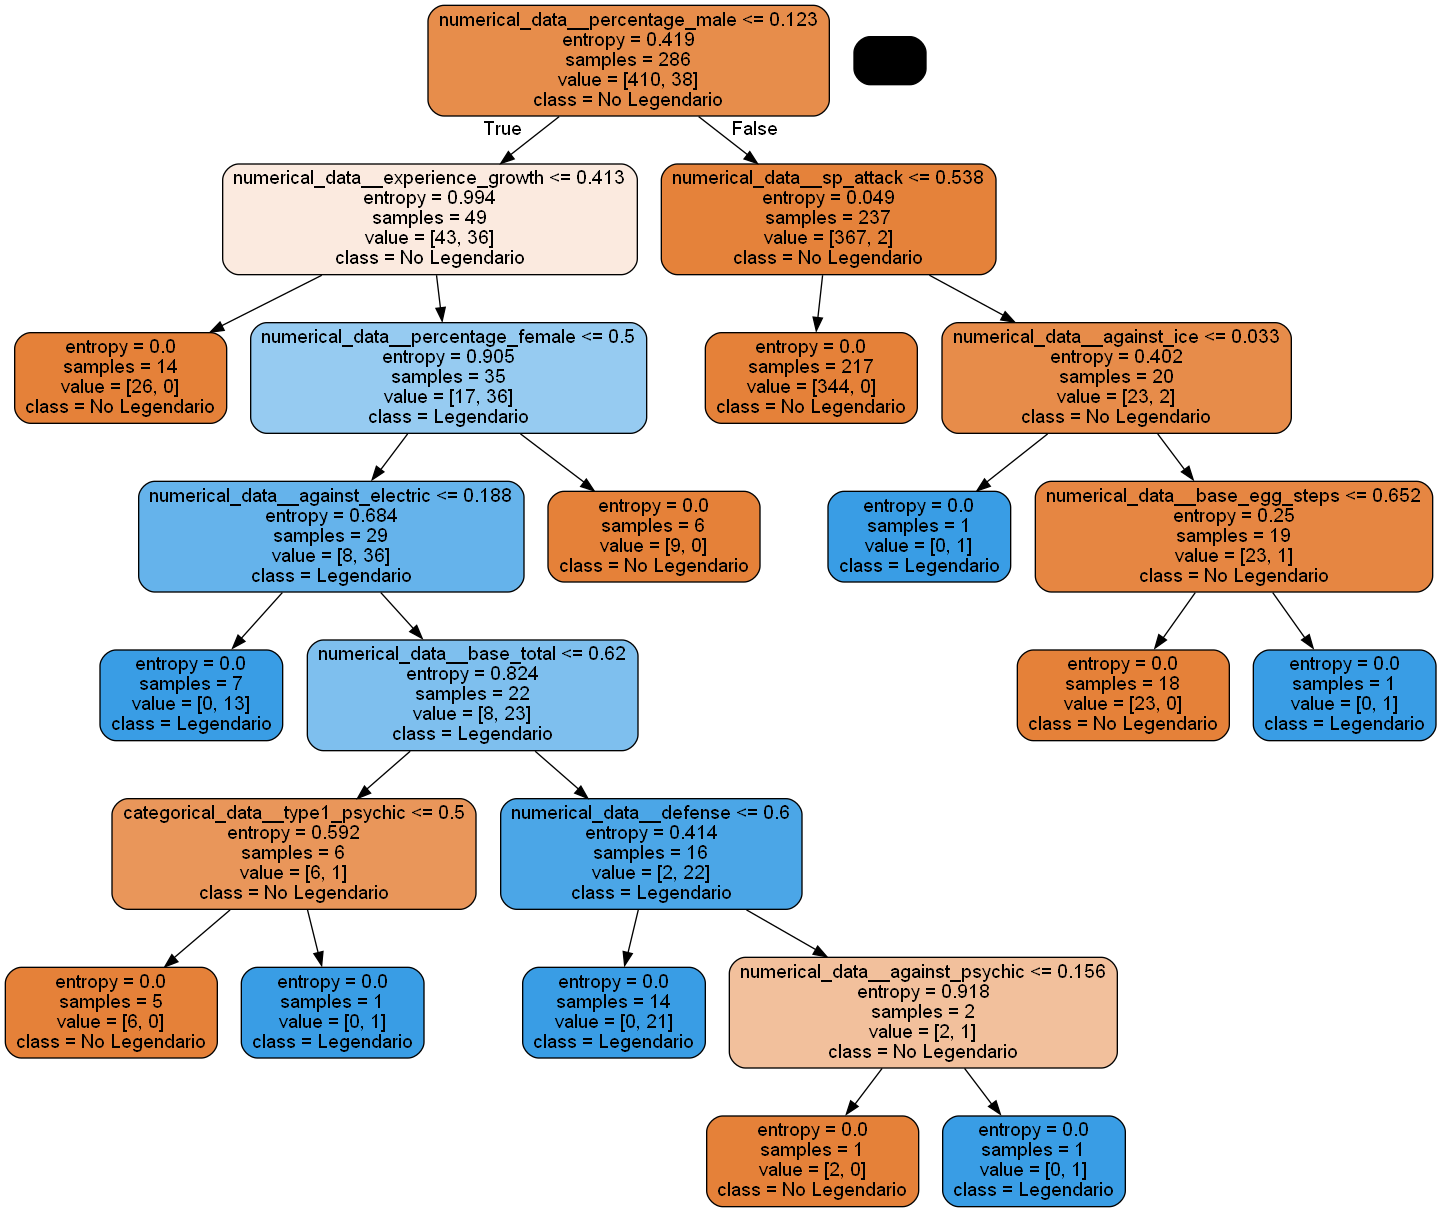 numerical_data__percentage_male <= 0.123
entropy = 0.419
samples = 286
value = [410, 38]
class = No Legendario
True
False
numerical_data__experience_growth <= 0.413
entropy = 0.994
samples = 49
value = [43, 36]
class = No Legendario
numerical_data__sp_attack <= 0.538
entropy = 0.049
samples = 237
value = [367, 2]
class = No Legendario
entropy = 0.0
samples = 14
value = [26, 0]
class = No Legendario
numerical_data__percentage_female <= 0.5
entropy = 0.905
samples = 35
value = [17, 36]
class = Legendario
entropy = 0.0
samples = 217
value = [344, 0]
class = No Legendario
numerical_data__against_ice <= 0.033
entropy = 0.402
samples = 20
value = [23, 2]
class = No Legendario
numerical_data__against_electric <= 0.188
entropy = 0.684
samples = 29
value = [8, 36]
class = Legendario
entropy = 0.0
samples = 6
value = [9, 0]
class = No Legendario
entropy = 0.0
samples = 1
value = [0, 1]
class = Legendario
numerical_data__base_egg_steps <= 0.652
entropy = 0.25
samples = 19
value = [23, 1]
class = No Legendario
entropy = 0.0
samples = 7
value = [0, 13]
class = Legendario
numerical_data__base_total <= 0.62
entropy = 0.824
samples = 22
value = [8, 23]
class = Legendario
entropy = 0.0
samples = 18
value = [23, 0]
class = No Legendario
entropy = 0.0
samples = 1
value = [0, 1]
class = Legendario
categorical_data__type1_psychic <= 0.5
entropy = 0.592
samples = 6
value = [6, 1]
class = No Legendario
numerical_data__defense <= 0.6
entropy = 0.414
samples = 16
value = [2, 22]
class = Legendario
entropy = 0.0
samples = 5
value = [6, 0]
class = No Legendario
entropy = 0.0
samples = 1
value = [0, 1]
class = Legendario
entropy = 0.0
samples = 14
value = [0, 21]
class = Legendario
numerical_data__against_psychic <= 0.156
entropy = 0.918
samples = 2
value = [2, 1]
class = No Legendario
entropy = 0.0
samples = 1
value = [2, 0]
class = No Legendario
entropy = 0.0
samples = 1
value = [0, 1]
class = Legendario